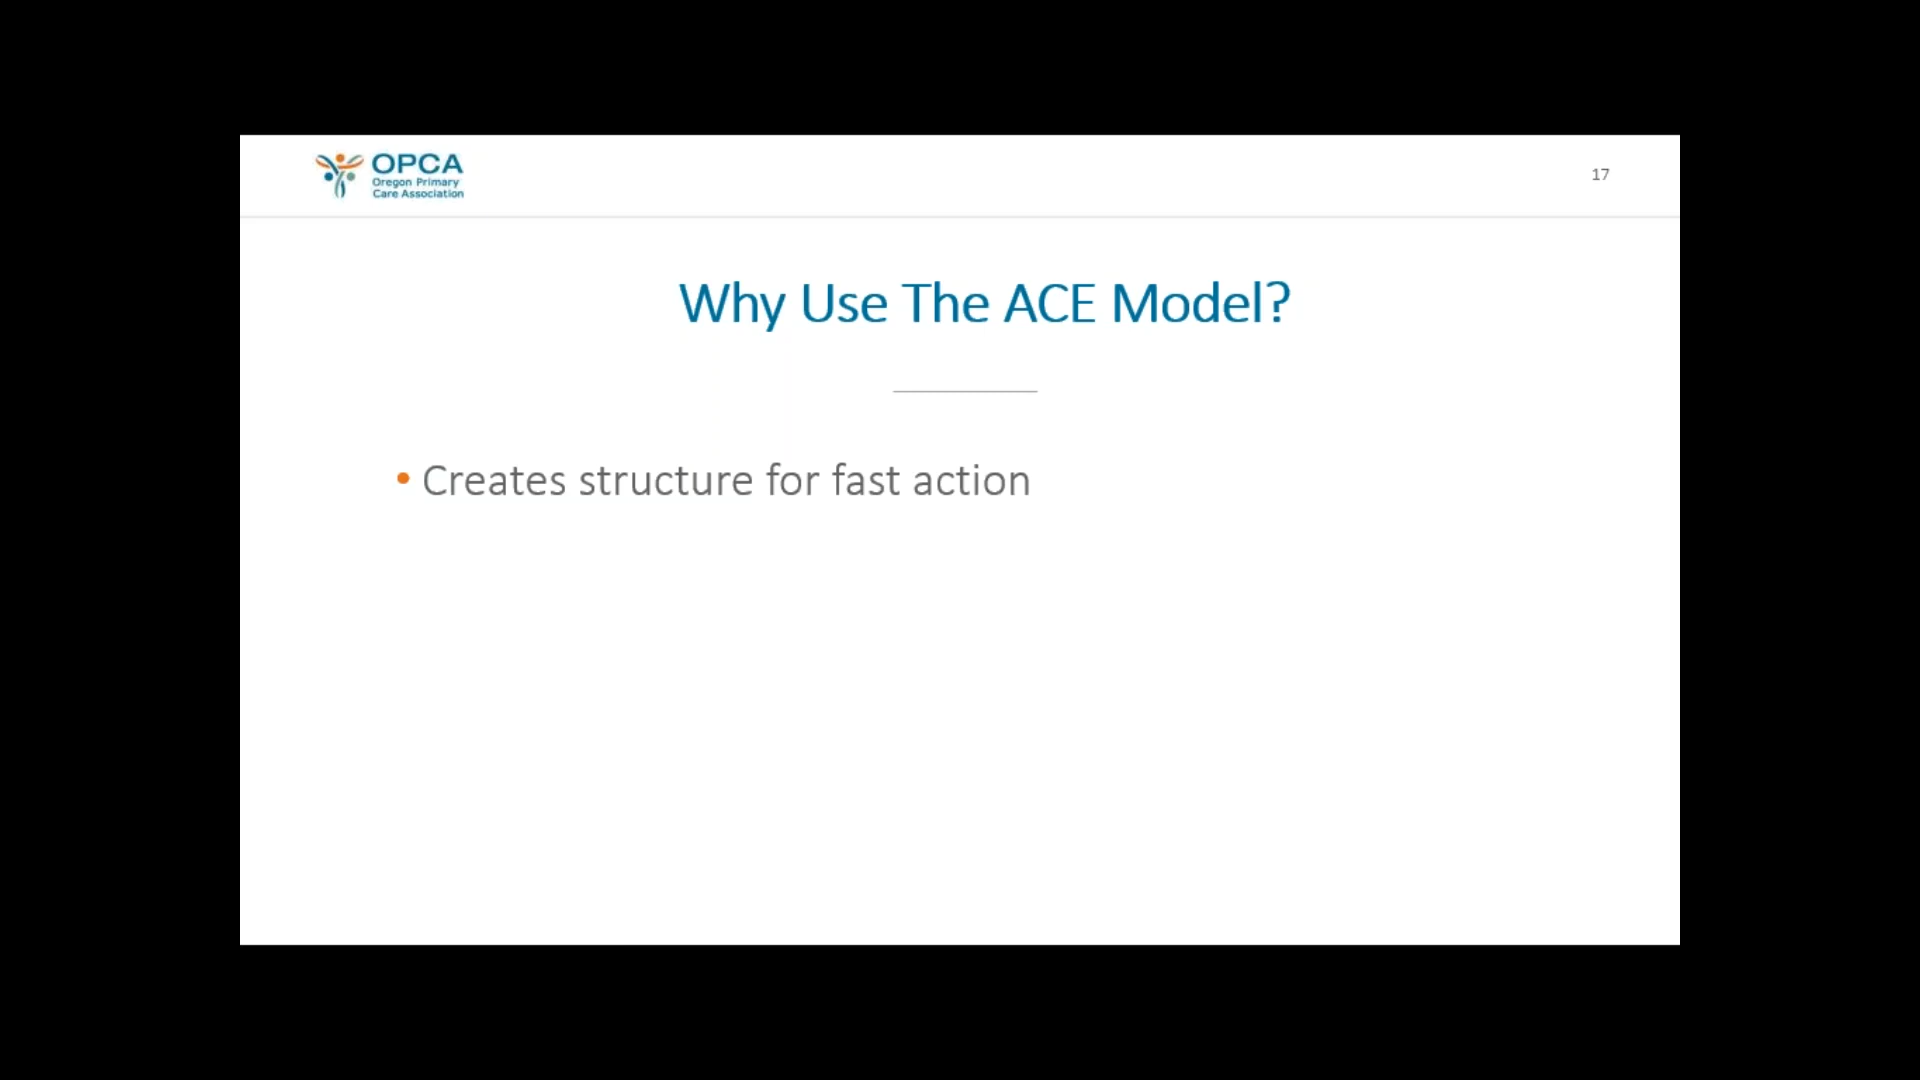 OPCA
Oregon Primary
Care Association
17
Why Use The ACE Model?
• Creates structure for fast action